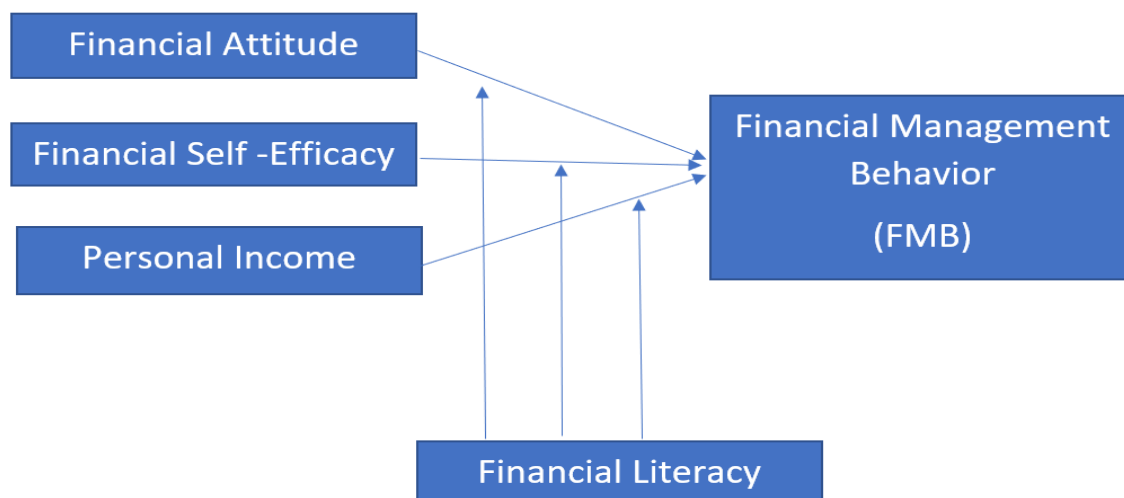 Financial Attitude
Financial Self -Efficacy
Personal Income
Financial Management
Behavior
(FMB)
Financial Literacy